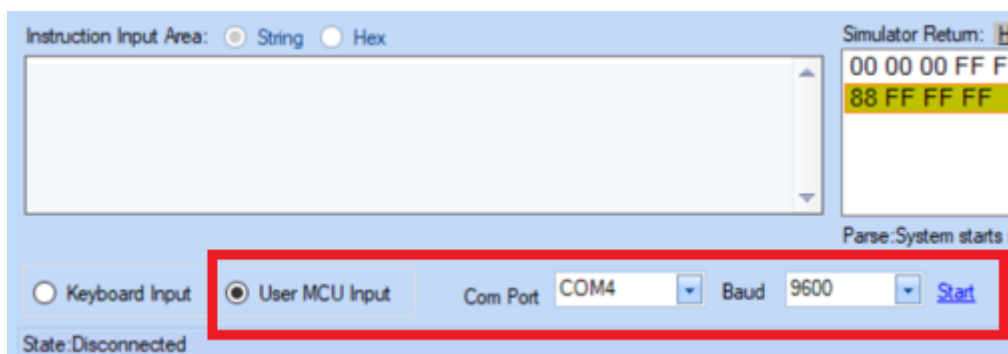 Instruction Input Area: String Hex
Simulator Return:
00 00 00 FF
88 FF FF FF
Parse:System starts
Keyboard Input User MCU Input Com Port COM4 Baud 9600 Start
State:Disconnected